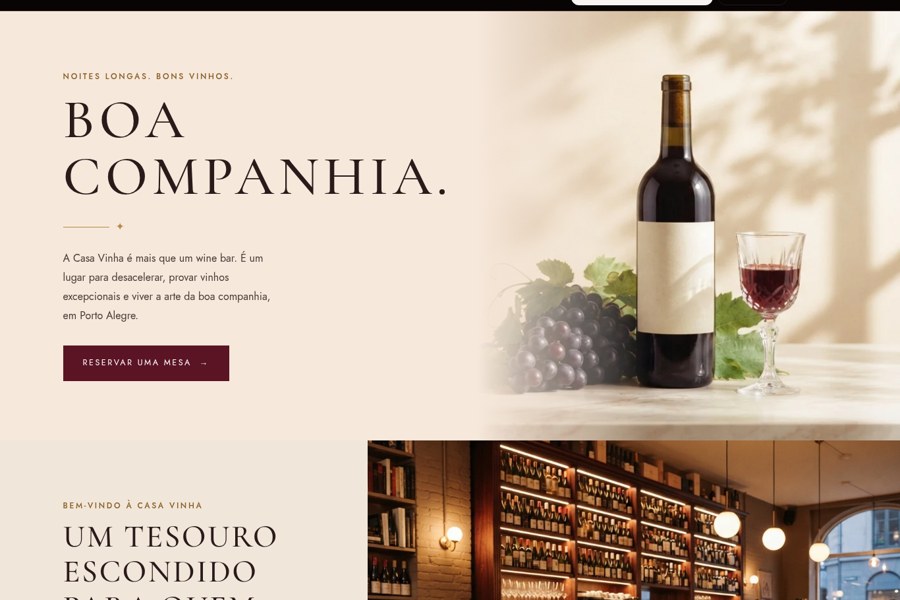 NOITES LONGAS. BONS VINHOS.
BOA
COMPANHIA.
A Casa Vinha é mais que um wine bar. É um
lugar para desacelerar, provar vinhos
excepcionais e viver a arte da boa companhia,
em Porto Alegre.
RESERVAR UMA MESA →
BEM-VINDO À CASA VINHA
UM TESOURO
ESCONDIDO
PARA QUEM